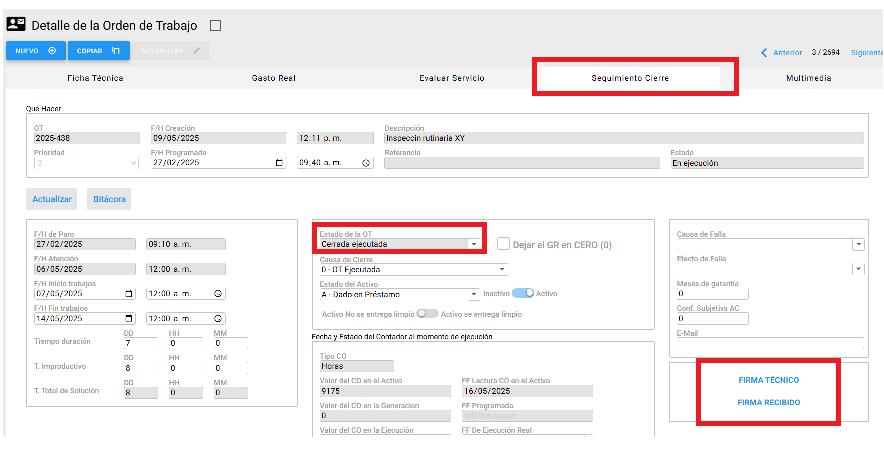 Detalle de la Orden de Trabajo
NUEVO COPIAR ACTUALIZAR
Anterior 3 / 2694 Siguiente
Ficha Técnica Gasto Real Evaluar Servicio Seguimiento Cierre Multimedia
Que Hacer
OT F/H Creación Descripción
2025-438 09/05/2025 12:11 p. m. Inspeccin rutinaria XY
Prioridad F/H Programada Referencia Estado
2 27/02/2025 09:40 a. m. En ejecución
Actualizar Bitácora
F/H de Paro
27/02/2025 09:10 a. m.
F/H Atención
06/05/2025 12:00 a. m.
F/H Inicio trabajos
07/05/2025 12:00 a. m.
F/H Fin trabajos
14/05/2025 12:00 a. m.
DD HH MM
Tiempo duración 7 0 0
DD HH MM
T. Improductivo 8 0 0
DD HH MM
T. Total de Solución 8 0 0
Estado de la OT
Cerrada ejecutada Dejar el GR en CERO (0)
Causa de Cierre
0 - OT Ejecutada
Estado del Activo
A - Dado en Préstamo Inactivo Activo
Activo No se entrega limpio Activo se entrega limpio
Fecha y Estado del Contador al momento de ejecución
Tipo CO
Horas
Valor del CO en el Activo FF Lectura CO en el Activo
9175 16/05/2025
Valor del CO en la Generacion FF Programada
0 dd/mm/aaaa
Valor del CO en la Ejecución FF De Ejecución Real
Causa de Falla
Efecto de Falla
Meses de garantía
0
Conf. Subjetiva AC
0
E-Mail
FIRMA TÉCNICO
FIRMA RECIBIDO